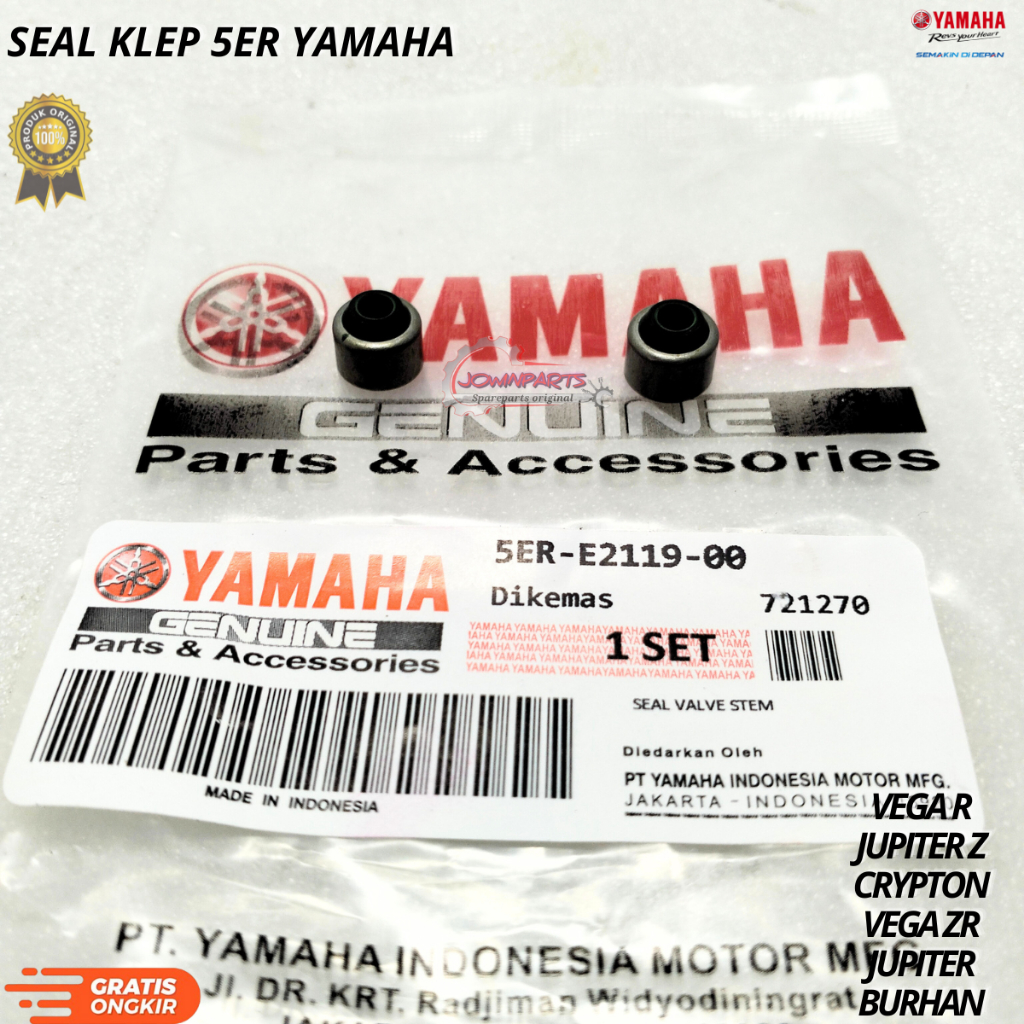 SEAL KLEP 5ER YAMAHA
YAMAHA
Revs Your Heart
SEMAKIN DI DEPAN
PRODUK ORIGINAL
100%
YAMAHA
JOWNPARTS
Spareparts original
GENUINE
Parts & Accessories
YAMAHA
GENUINE
Parts & Accessories
MADE IN INDONESIA
5ER-E2119-00
Dikemas 721270
1 SET
SEAL VALVE STEM
Diedarkan Oleh
PT YAMAHA INDONESIA MOTOR MFG.
JAKARTA - INDONESIA
VEGA R
JUPITER Z
CRYPTON
VEGA ZR
JUPITER
BURHAN
PT. YAMAHA INDONESIA MOTOR MFG.
Jl. DR. KRT. Radjiman Widyodiningrat
GRATIS
ONGKIR